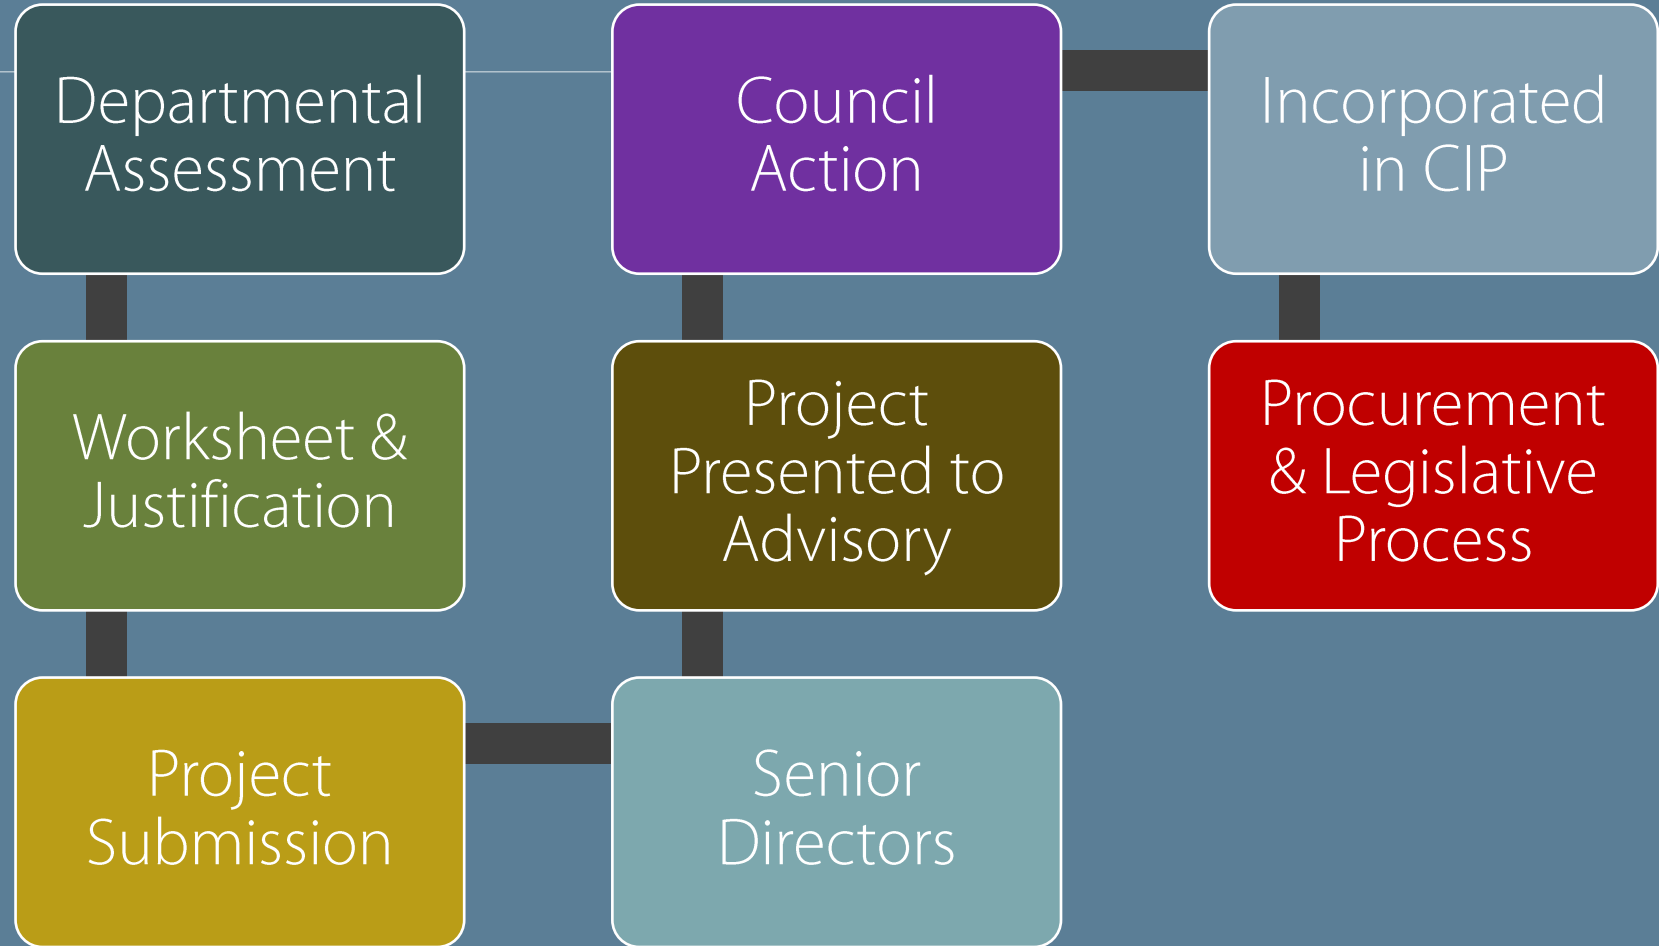 Departmental
Assessment
Worksheet &
Justification
Project
Submission
Senior
Directors
Project
Presented to
Advisory
Council
Action
Incorporated
in CIP
Procurement
& Legislative
Process